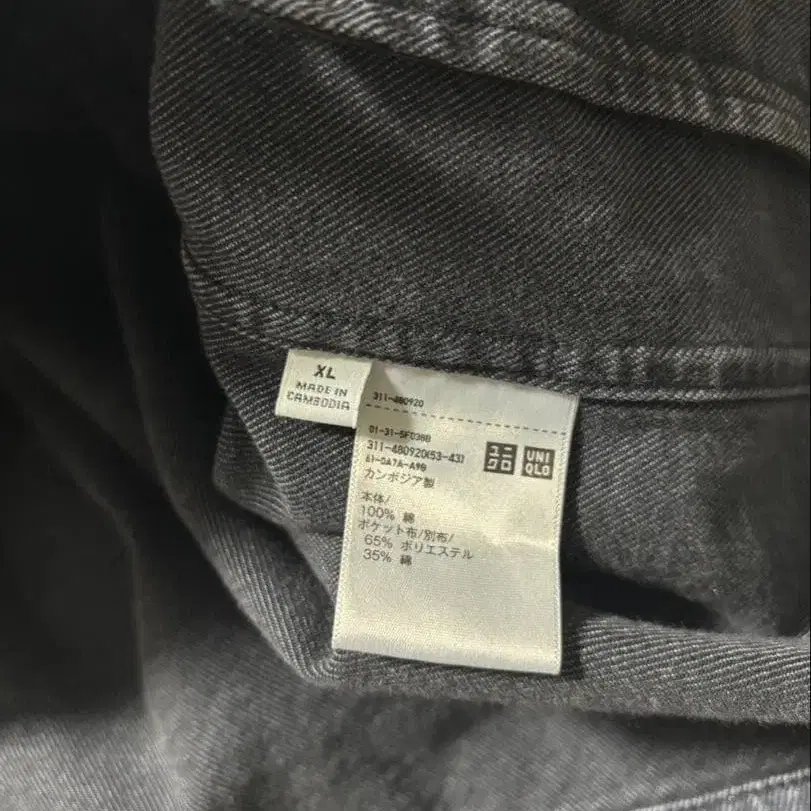 XL
MADE IN
CAMBODIA
311-480920
01-31-5F038B
311-480920(53-43)
61-0A7A-A90
カンボジア製
ユニ
クロ
UNI
QLO
本体/
100% 綿
ポケット布/別布/
65% ポリエステル
35% 綿